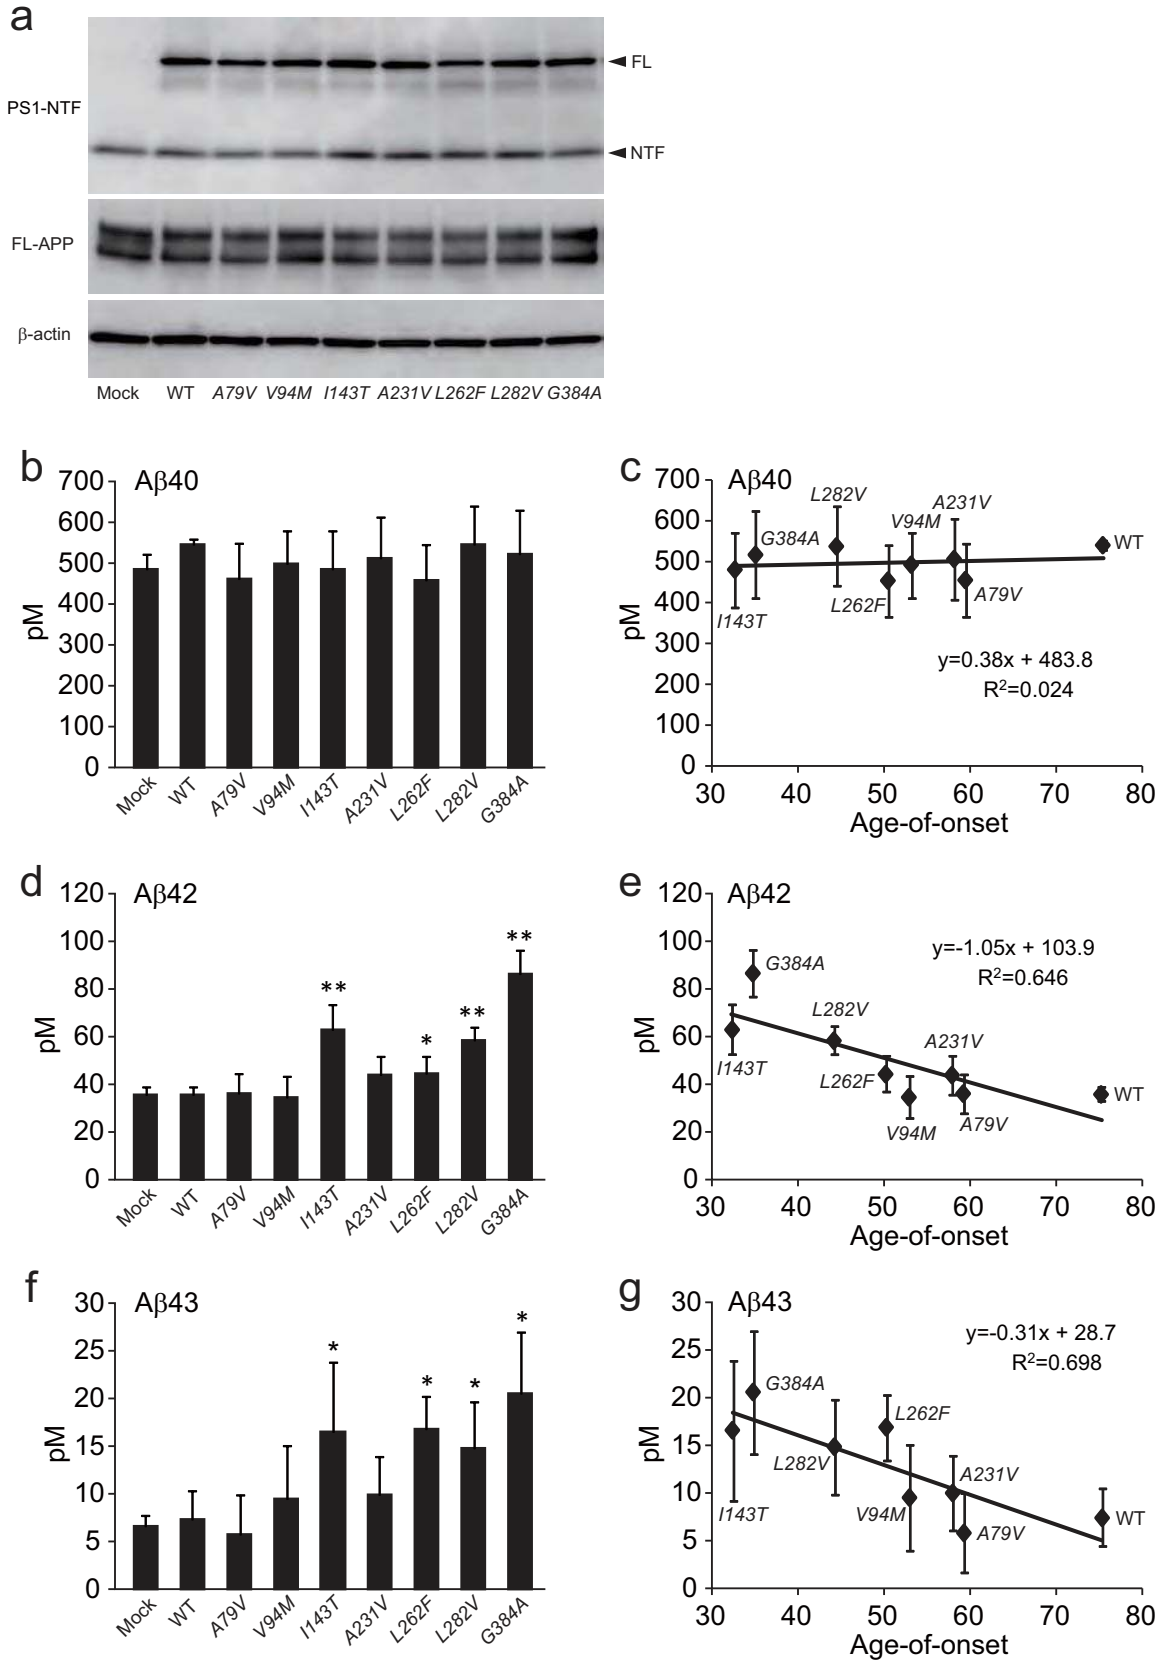 a
PS1-NTF
FL
NTF
FL-APP
β-actin
Mock WT A79V V94M I143T A231V L262F L282V G384A
b
Aβ40
700
600
500
400
300
200
100
0
pM
Mock WT A79V V94M I143T A231V L262F L282V G384A
c
Aβ40
700
600
500
400
300
200
100
0
pM
I143T
G384A
L282V
L262F
V94M
A231V
A79V
WT
y=0.38x + 483.8
R²=0.024
30 40 50 60 70 80
Age-of-onset
d
Aβ42
120
100
80
60
40
20
0
pM
** * ** **
Mock WT A79V V94M I143T A231V L262F L282V G384A
e
Aβ42
120
100
80
60
40
20
0
pM
y=-1.05x + 103.9
R²=0.646
G384A
I143T
L282V
L262F
V94M
A231V
A79V
WT
30 40 50 60 70 80
Age-of-onset
f
Aβ43
30
25
20
15
10
5
0
pM
* * * *
Mock WT A79V V94M I143T A231V L262F L282V G384A
g
Aβ43
30
25
20
15
10
5
0
pM
y=-0.31x + 28.7
R²=0.698
G384A
I143T
L282V
L262F
V94M
A231V
A79V
WT
30 40 50 60 70 80
Age-of-onset